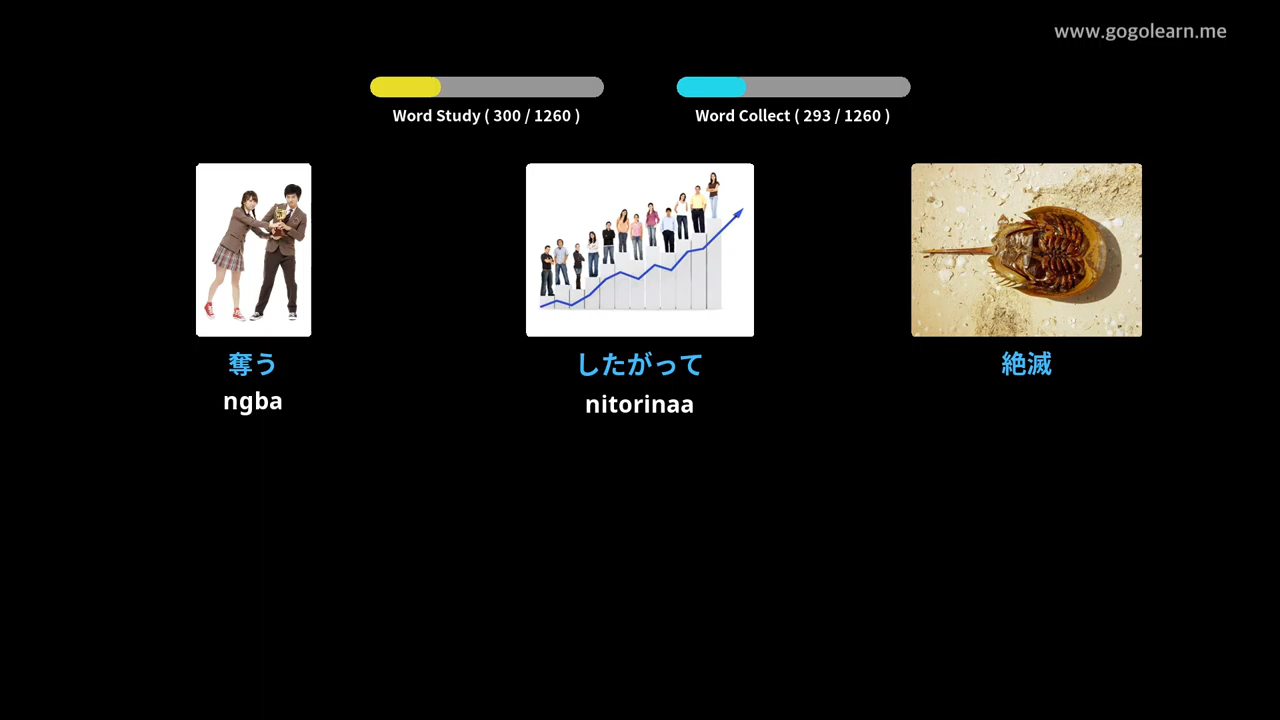 www.gogolearn.me
Word Study ( 300 / 1260 )
Word Collect ( 293 / 1260 )
奪う
ngba
したがって
nitorinaa
絶滅